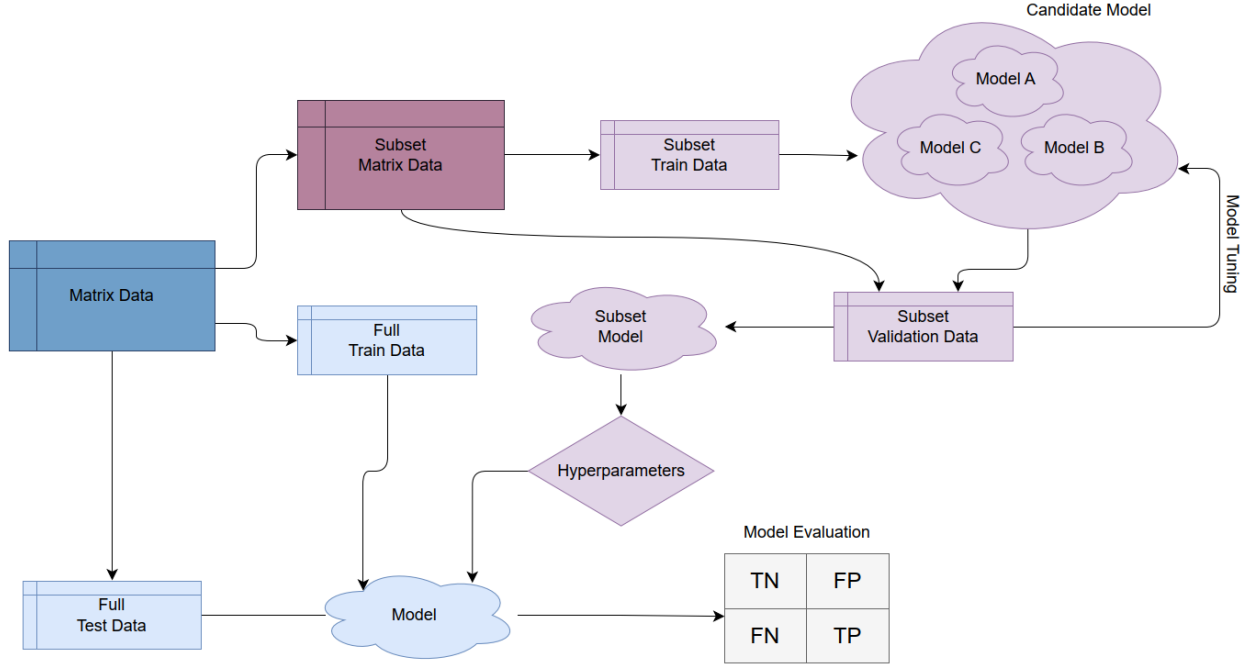 Candidate Model
Model A
Model C
Model B
Subset
Matrix Data
Subset
Train Data
Model Tuning
Matrix Data
Full
Train Data
Subset
Model
Subset
Validation Data
Hyperparameters
Model Evaluation
TN
FP
FN
TP
Full
Test Data
Model